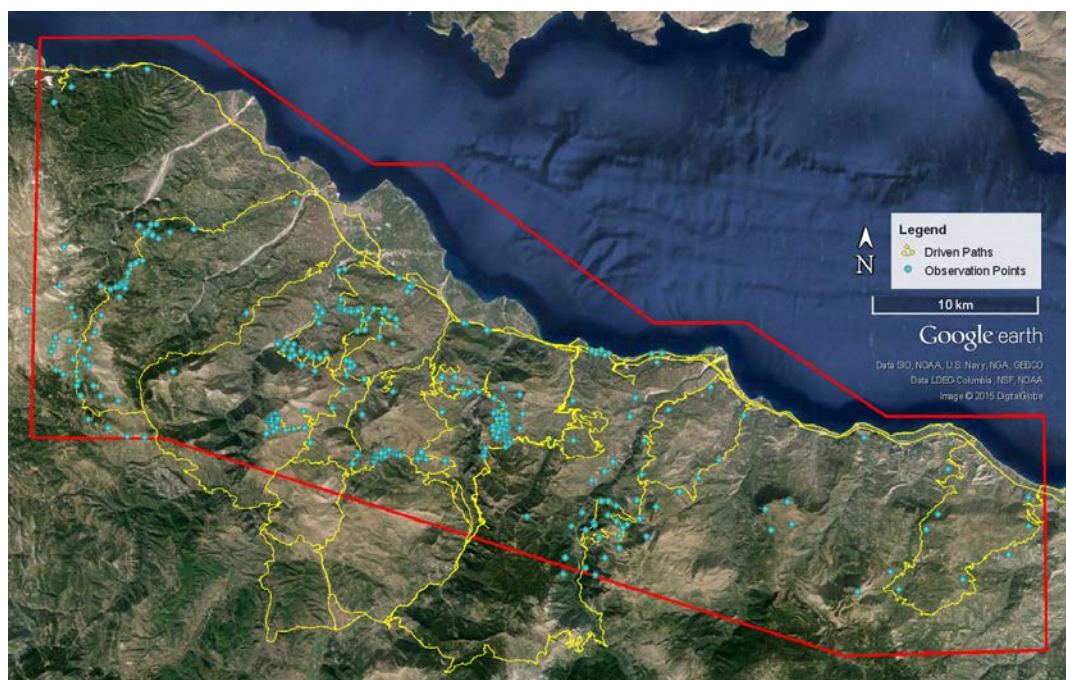 Legend
Driven Paths
Observation Points
N
10 km
Google earth
Data SIO, NOAA, U.S. Navy, NGA, GEBCO
Data LDEO-Columbia, NSF, NOAA
Image © 2015 DigitalGlobe